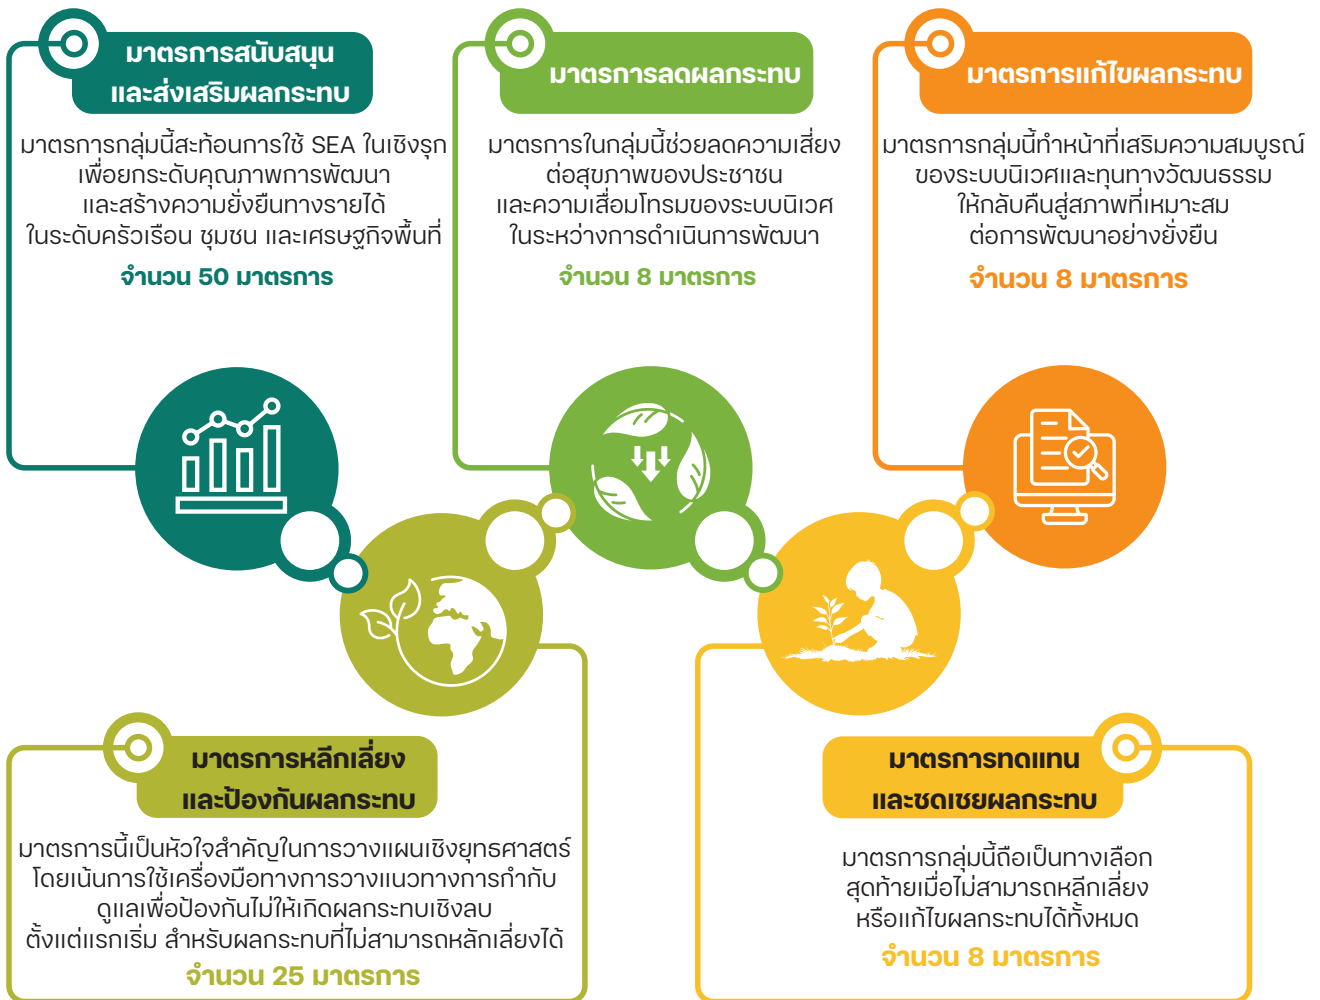 มาตรการสนับสนุน
และส่งเสริมผลกระทบ
มาตรการกลุ่มนี้สะท้อนการใช้ SEA ในเชิงรุก
เพื่อยกระดับคุณภาพการพัฒนา
และสร้างความยั่งยืนทางรายได้
ในระดับครัวเรือน ชุมชน และเศรษฐกิจพื้นที่
จำนวน 50 มาตรการ
มาตรการลดผลกระทบ
มาตรการในกลุ่มนี้ช่วยลดความเสี่ยง
ต่อสุขภาพของประชาชน
และความเสื่อมโทรมของระบบนิเวศ
ในระหว่างการดำเนินการพัฒนา
จำนวน 8 มาตรการ
มาตรการแก้ไขผลกระทบ
มาตรการกลุ่มนี้ทำหน้าที่เสริมความสมบูรณ์
ของระบบนิเวศและทุนทางวัฒนธรรม
ให้กลับคืนสู่สภาพที่เหมาะสม
ต่อการพัฒนาอย่างยั่งยืน
จำนวน 8 มาตรการ
มาตรการหลีกเลี่ยง
และป้องกันผลกระทบ
มาตรการนี้เป็นหัวใจสำคัญในการวางแผนเชิงยุทธศาสตร์
โดยเน้นการใช้เครื่องมือทางการวางแนวทางการกำกับ
ดูแลเพื่อป้องกันไม่ให้เกิดผลกระทบเชิงลบ
ตั้งแต่แรกเริ่ม สำหรับผลกระทบที่ไม่สามารถหลักเลี่ยงได้
จำนวน 25 มาตรการ
มาตรการทดแทน
และชดเชยผลกระทบ
มาตรการกลุ่มนี้ถือเป็นทางเลือก
สุดท้ายเมื่อไม่สามารถหลีกเลี่ยง
หรือแก้ไขผลกระทบได้ทั้งหมด
จำนวน 8 มาตรการ